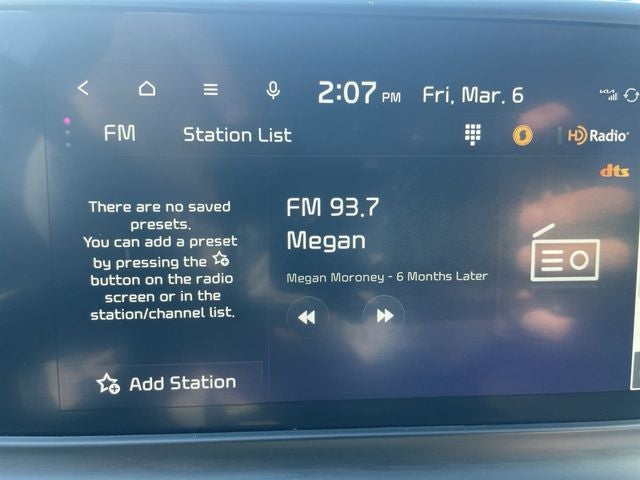 2:07 PM Fri, Mar. 6
FM Station List HD Radio
dts
There are no saved
presets.
You can add a preset
by pressing the
button on the radio
screen or in the
station/channel list.
Add Station
FM 93.7
Megan
Megan Moroney - 6 Months Later